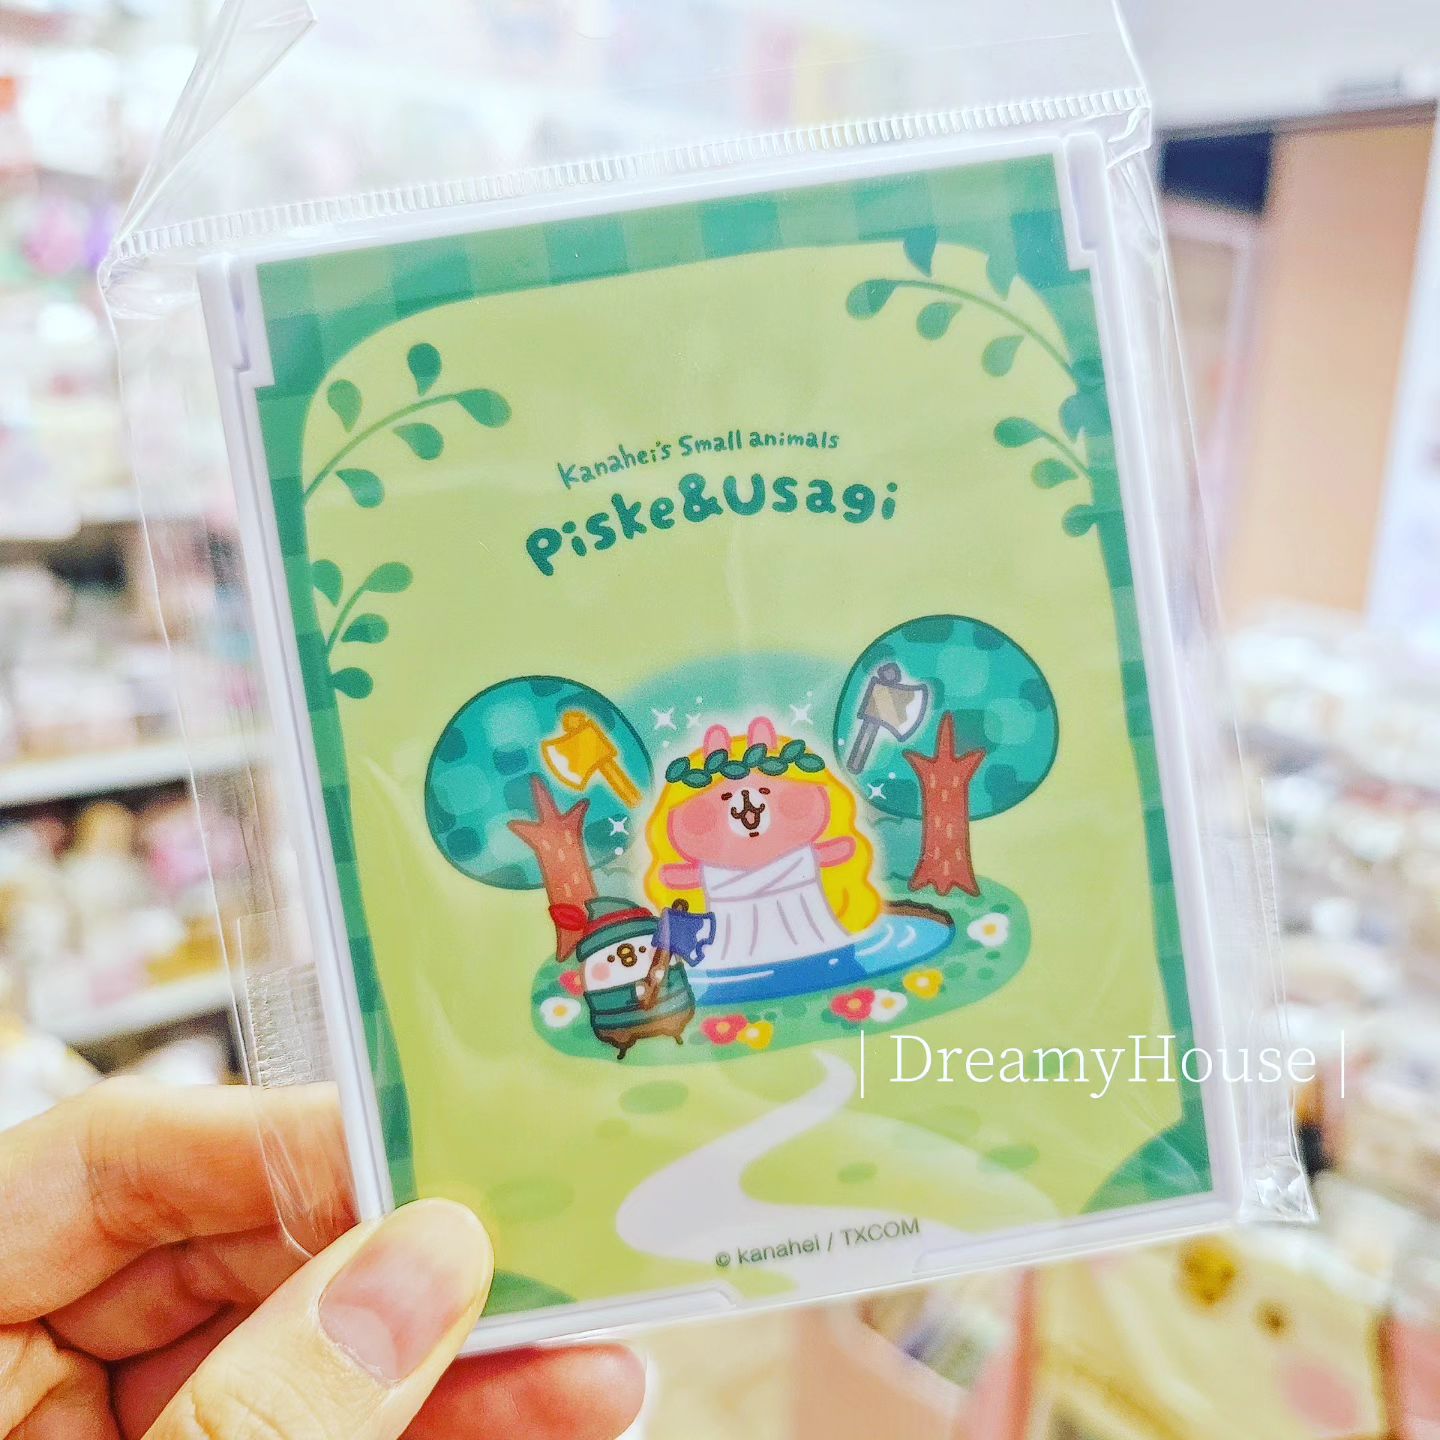 Kanahei's Small animals
Piske&Usagi
| DreamyHouse |
© kanahei / TXCOM